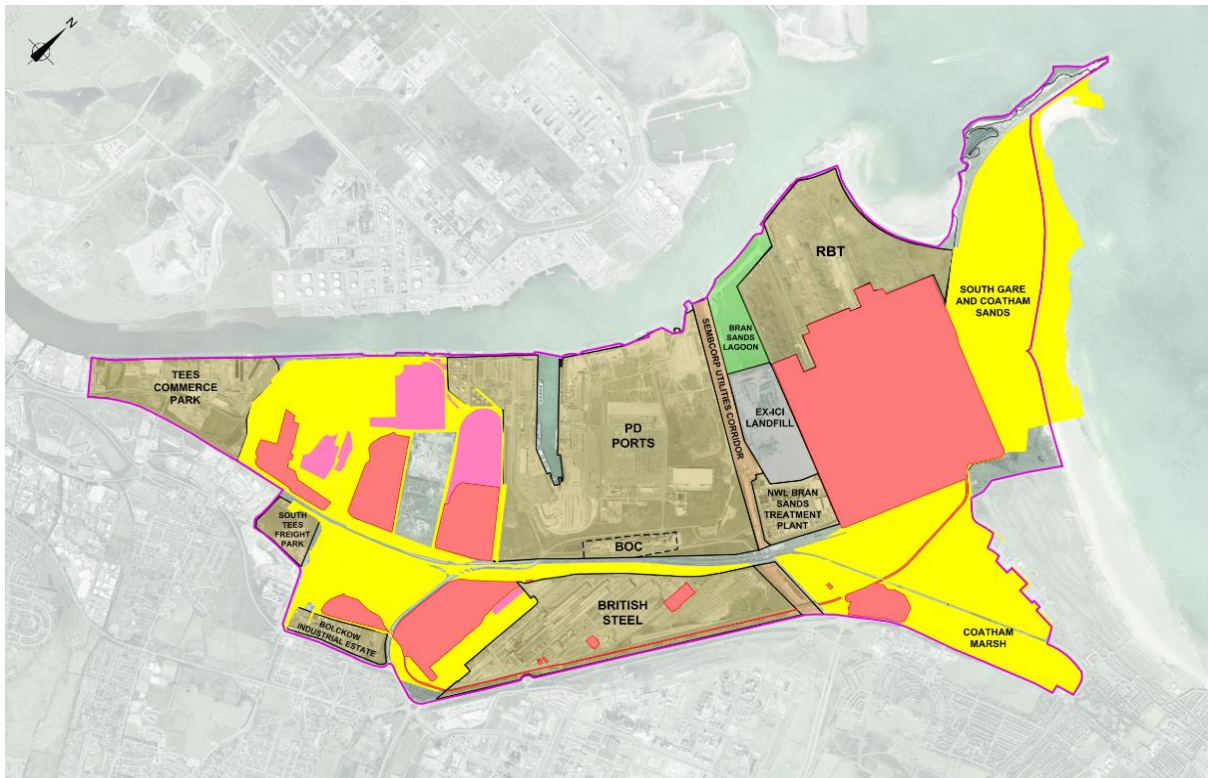 N
RBT
SOUTH GARE
AND COATHAM
SANDS
BRAN
SANDS
LAGOON
SEMBCORP UTILITIES CORRIDOR
TEES
COMMERCE
PARK
EX-ICI
LANDFILL
PD
PORTS
NWL BRAN
SANDS
TREATMENT
PLANT
SOUTH
TEES
FREIGHT
PARK
BOC
BRITISH
STEEL
BOLCKOW
INDUSTRIAL ESTATE
COATHAM
MARSH